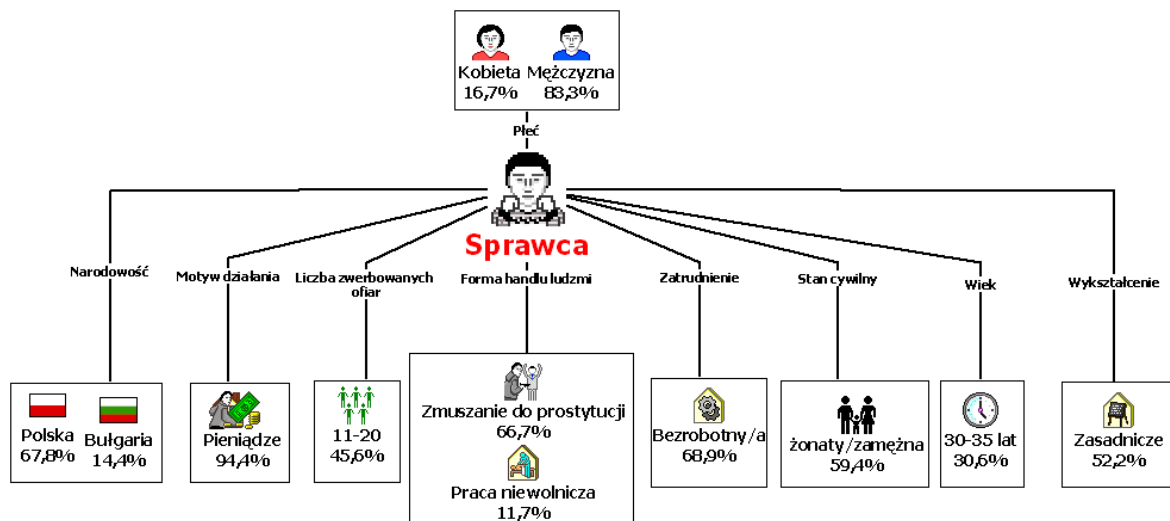 Kobieta Mężczyzna
16,7% 83,3%
Płeć
Sprawca
Narodowość
Motyw działania
Liczba zwerbowanych
ofiar
Forma handlu ludzmi
Zatrudnienie
Stan cywilny
Wiek
Wykształcenie
Polska Bułgaria
67,8% 14,4%
Pieniądze
94,4%
11-20
45,6%
Zmuszanie do prostytucji
66,7%
Praca niewolnicza
11,7%
Bezrobotny/a
68,9%
żonaty/zamężna
59,4%
30-35 lat
30,6%
Zasadnicze
52,2%